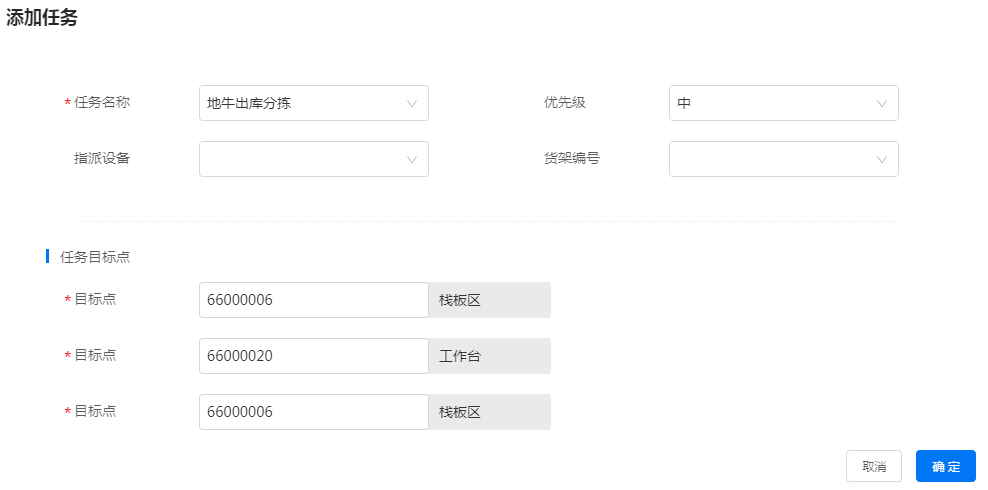 添加任务
* 任务名称 地牛出库分拣 优先级 中
指派设备 货架编号
任务目标点
* 目标点 66000006 栈板区
* 目标点 66000020 工作台
* 目标点 66000006 栈板区
取消 确定